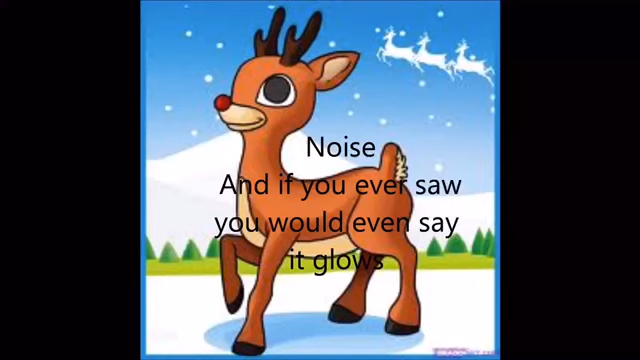 Noise
And if you ever saw
you would even say
it glows